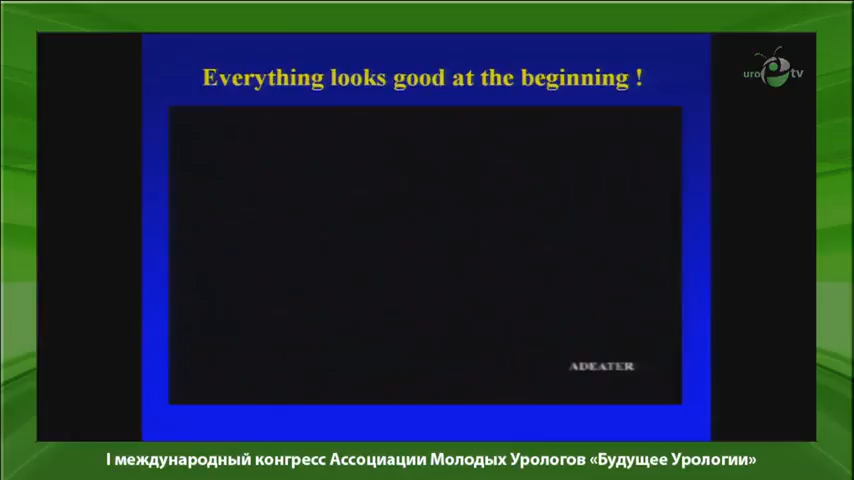 Everything looks good at the beginning !
uro tv
ADEATER
I международный конгресс Ассоциации Молодых Урологов «Будущее Урологии»